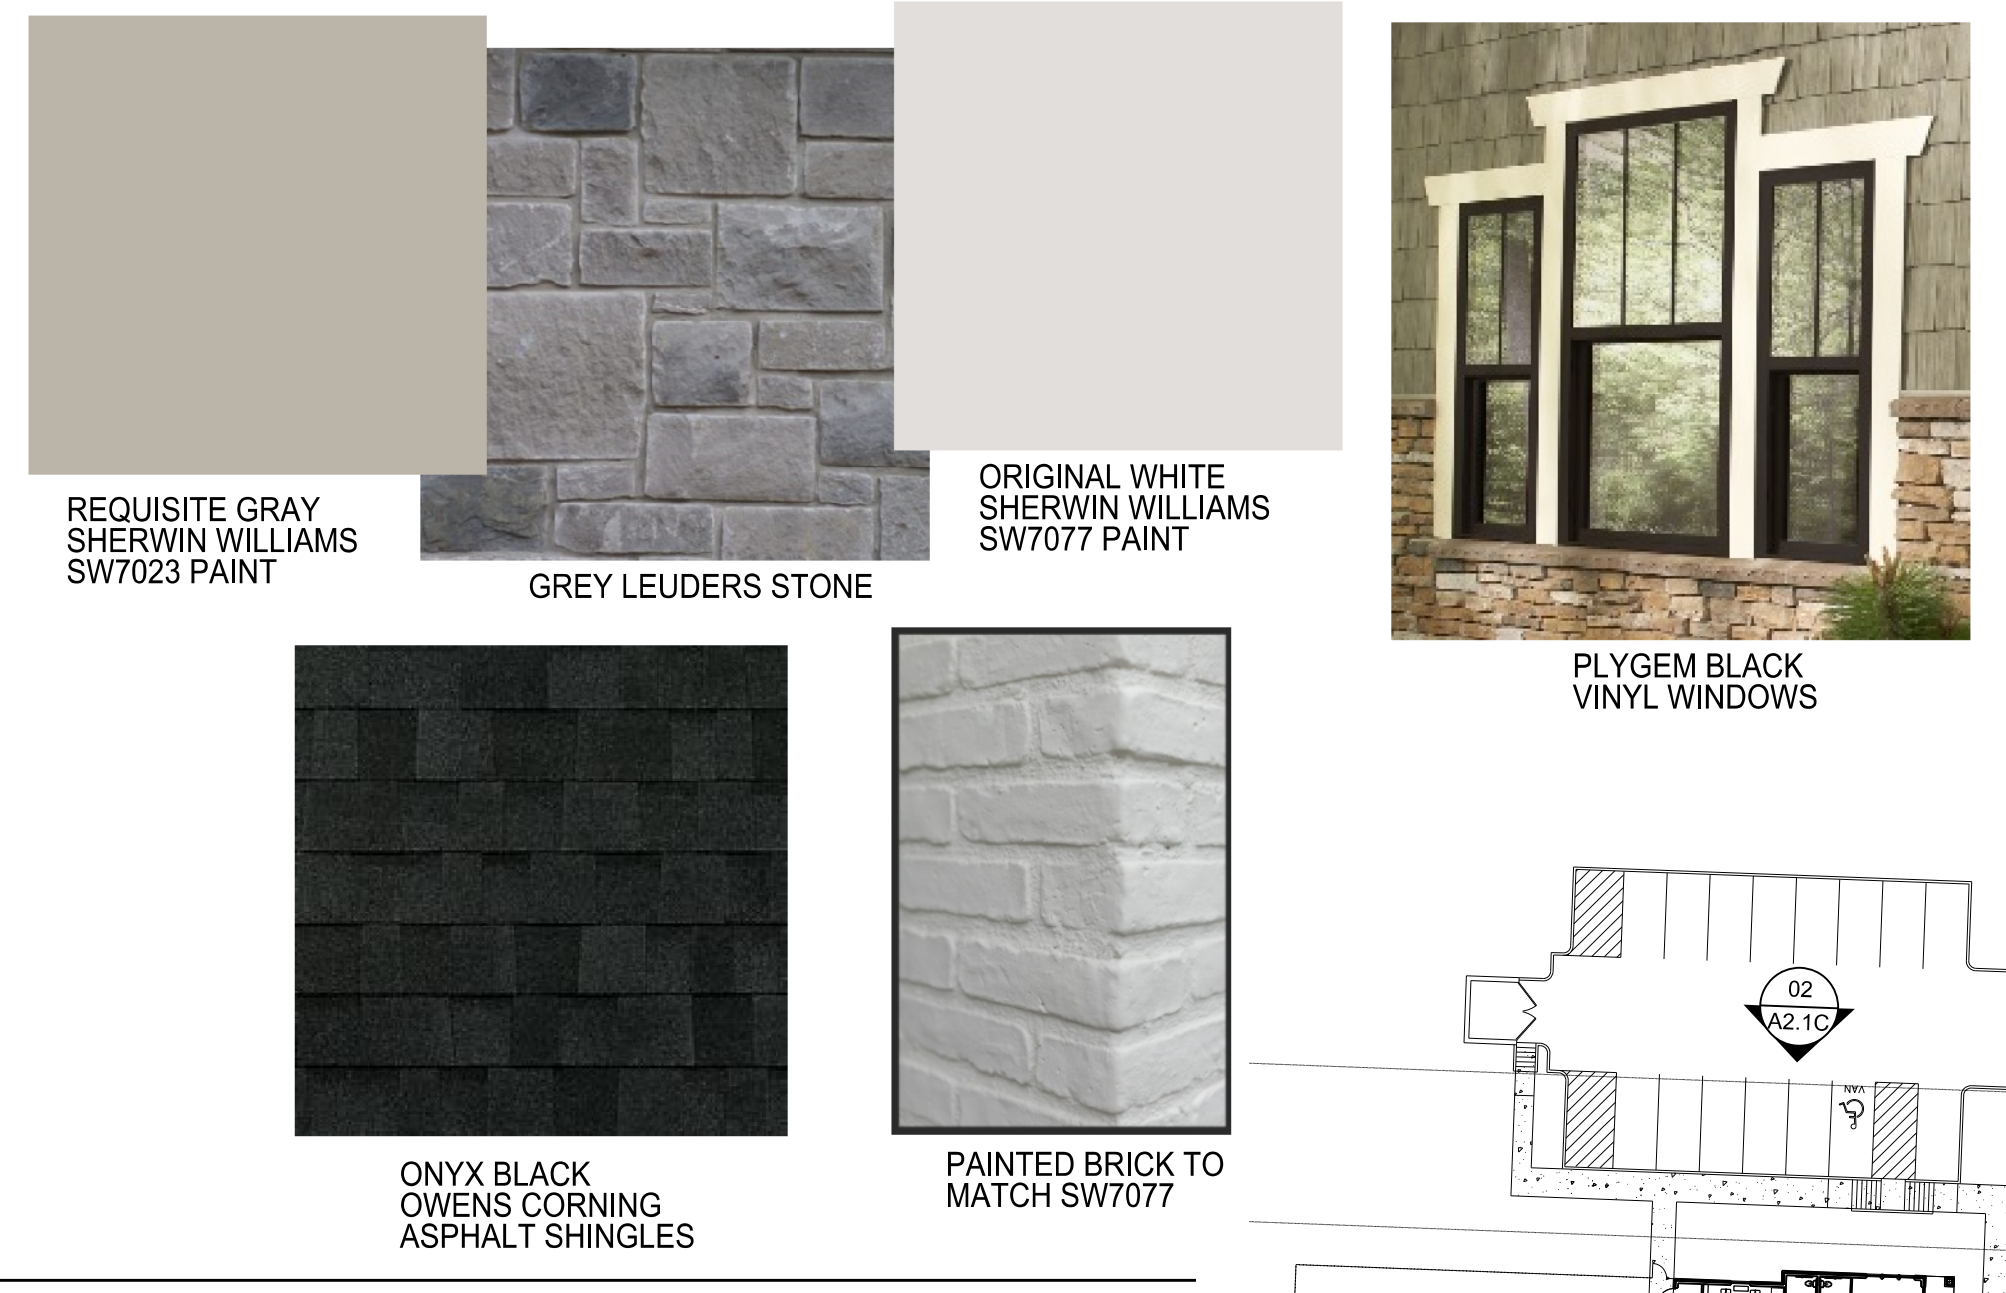 REQUISITE GRAY
SHERWIN WILLIAMS
SW7023 PAINT
GREY LEUDERS STONE
ORIGINAL WHITE
SHERWIN WILLIAMS
SW7077 PAINT
PLYGEM BLACK
VINYL WINDOWS
ONYX BLACK
OWENS CORNING
ASPHALT SHINGLES
PAINTED BRICK TO
MATCH SW7077
02
A2.1C
VAN